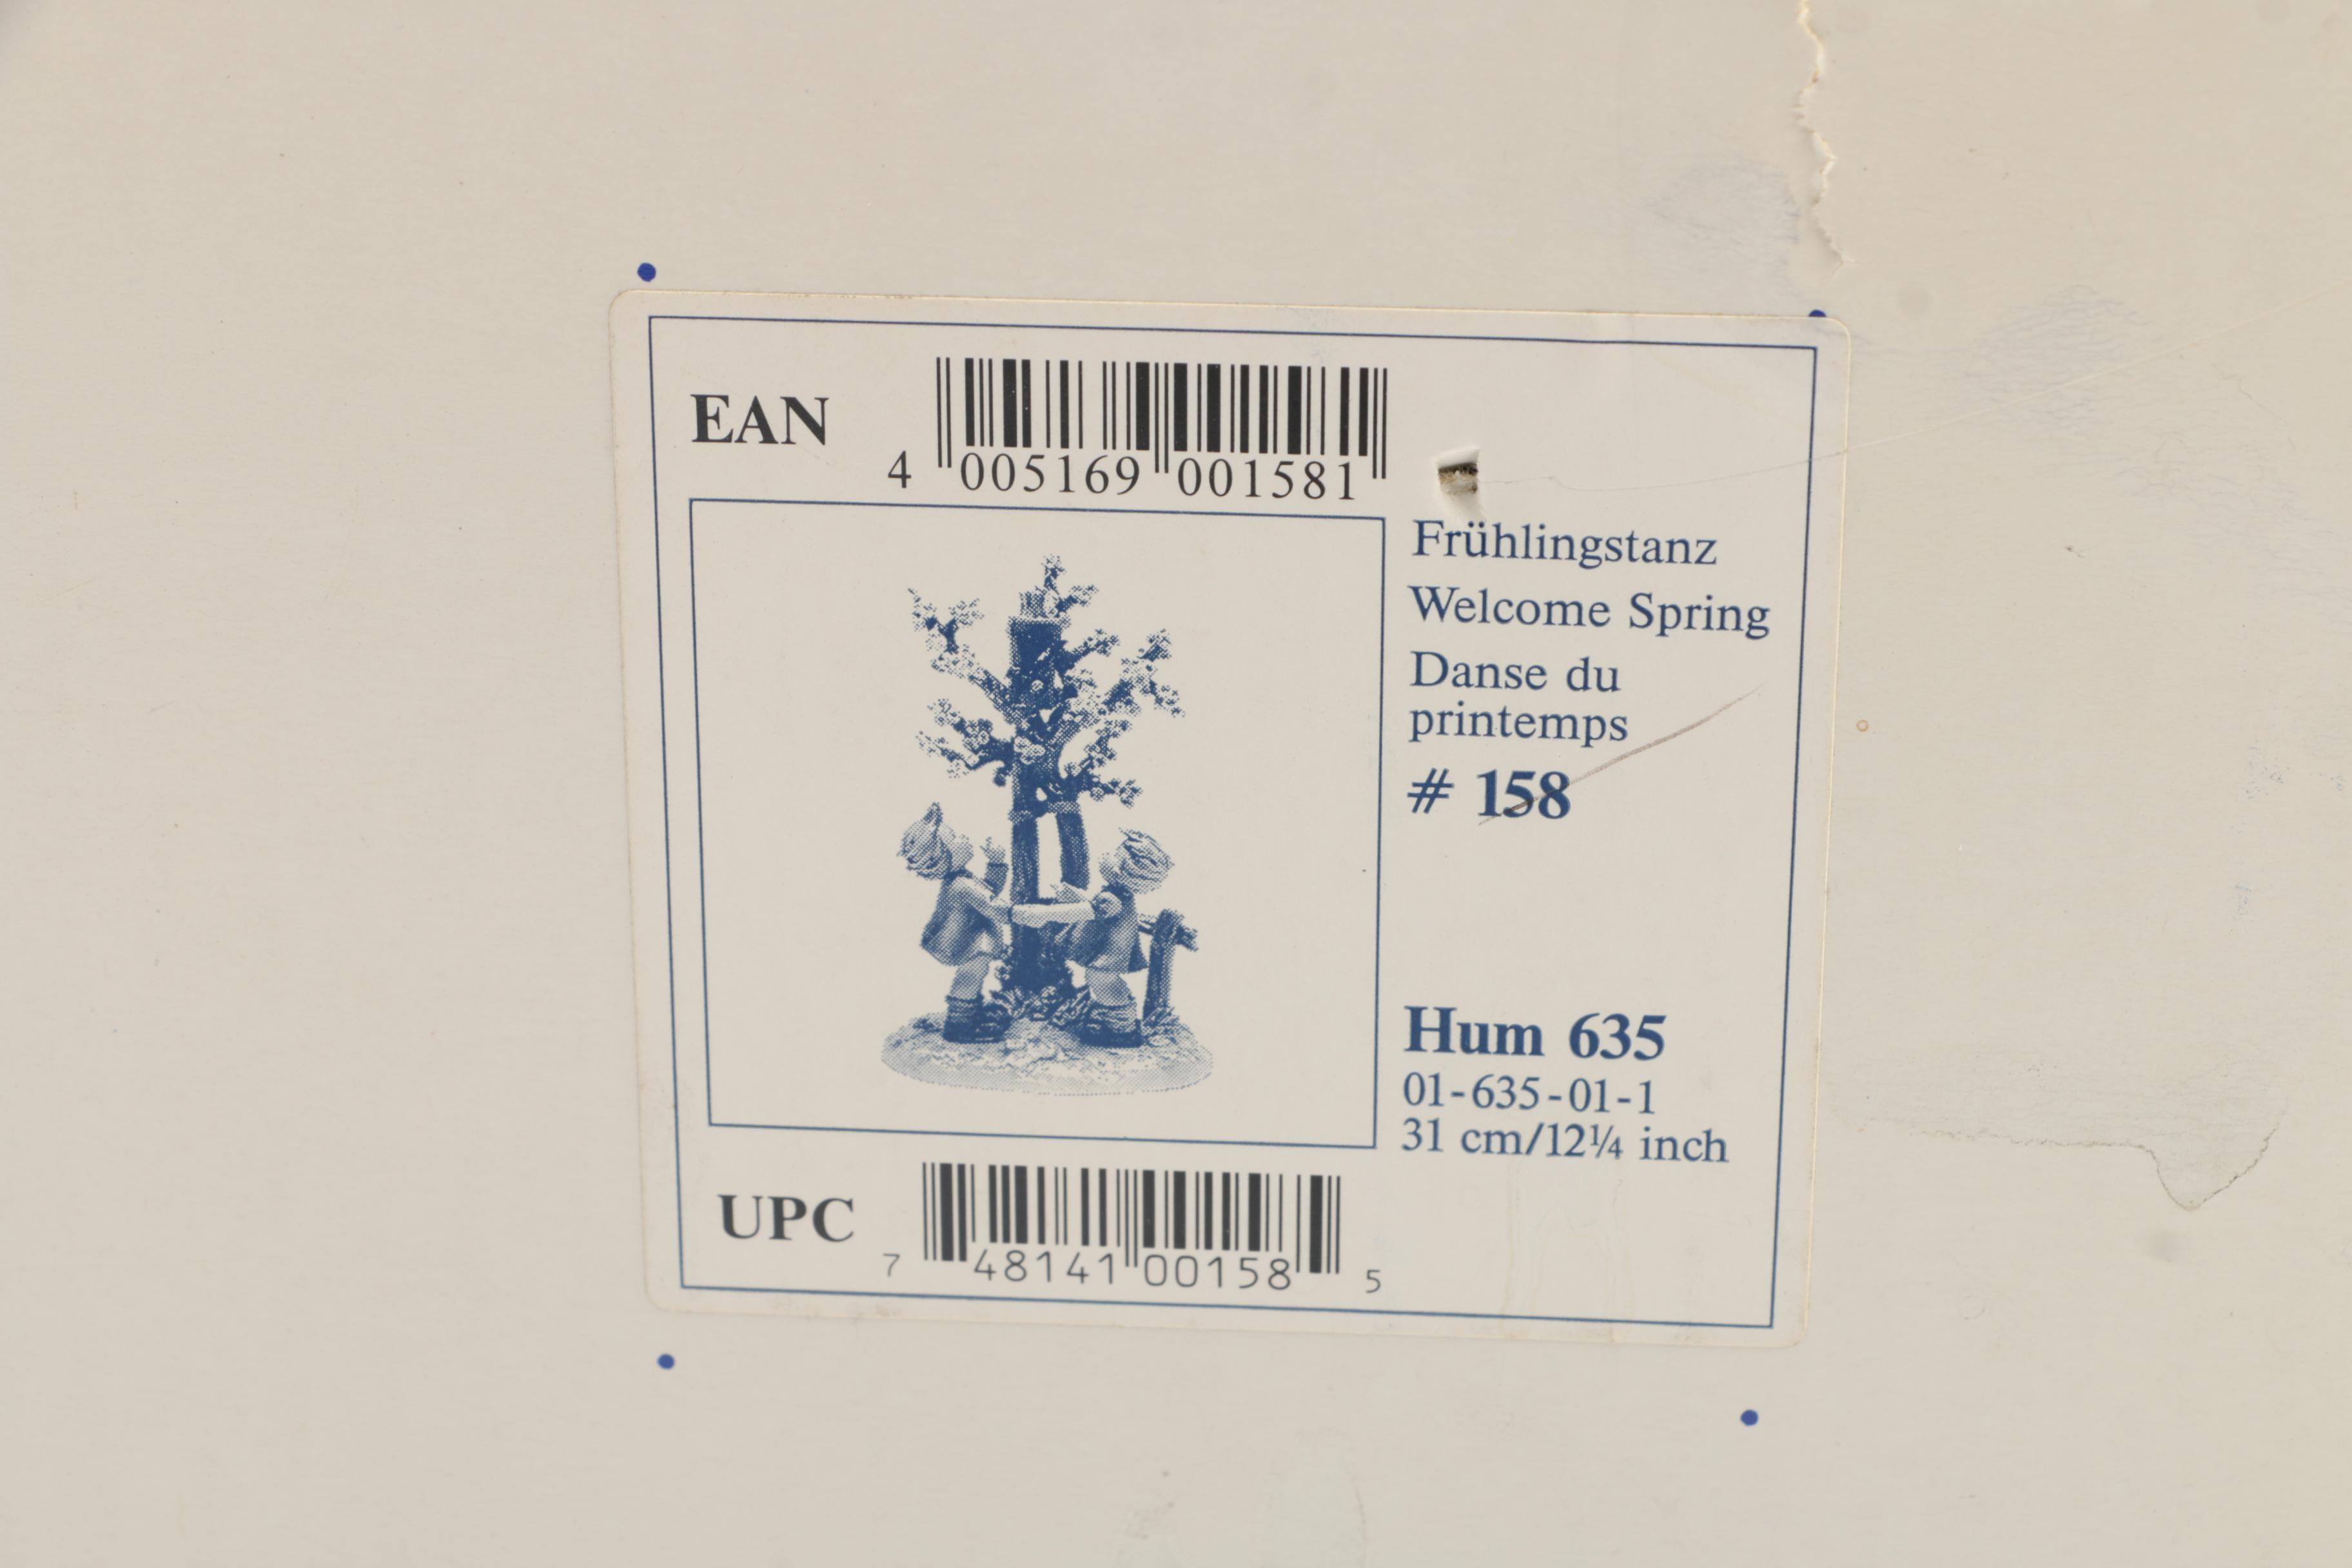 EAN
4 005169 001581
Frühlingstanz
Welcome Spring
Danse du
printemps
# 158
Hum 635
01-635-01-1
31 cm/12¼ inch
UPC
7 48141 00158 5